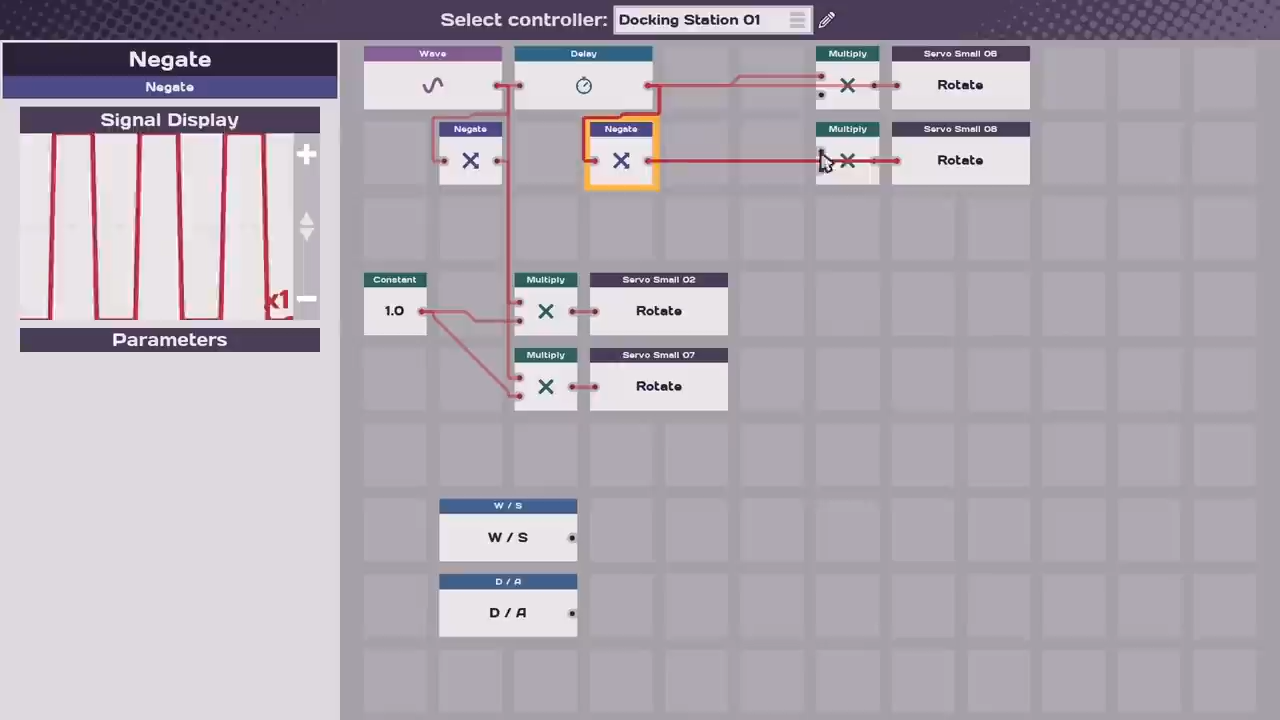 Select controller: Docking Station 01
Negate
Negate
Signal Display
x1
Parameters
Wave
Delay
Multiply
Servo Small 06
Rotate
Negate
Negate
Multiply
Servo Small 08
Rotate
Constant
1.0
Multiply
Servo Small 02
Rotate
Multiply
Servo Small 07
Rotate
W / S
W / S
D / A
D / A